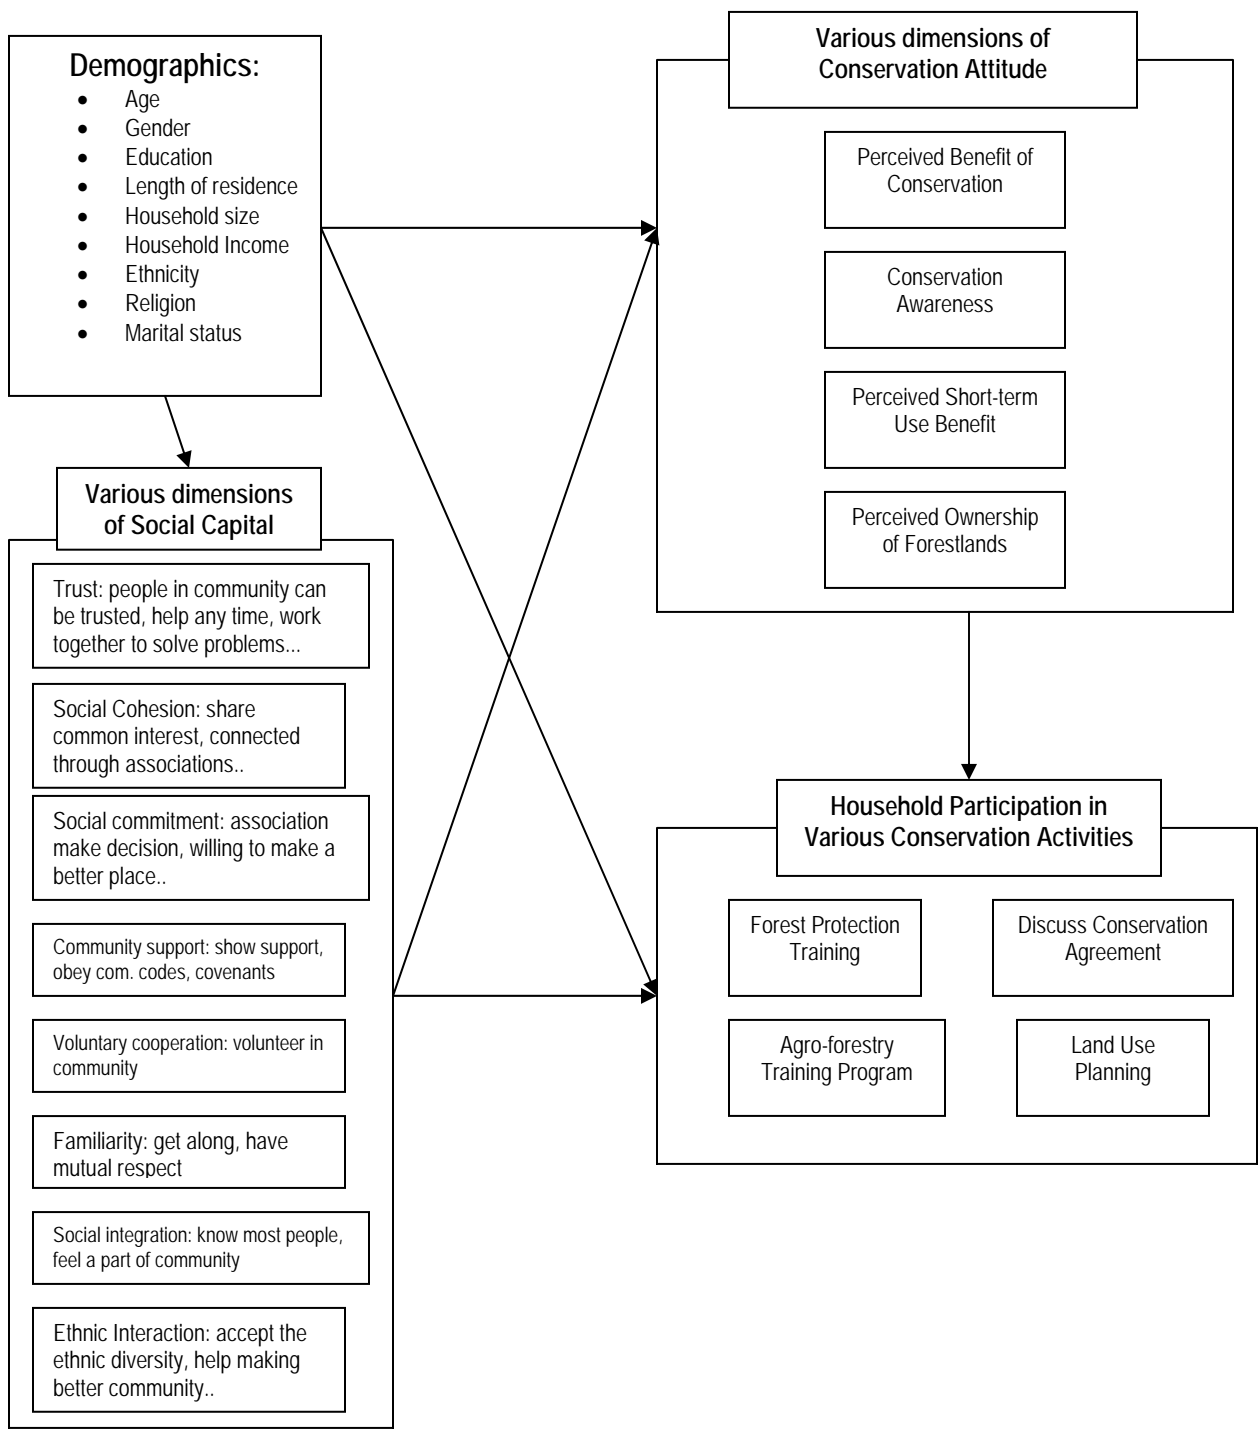 Demographics:
• Age
• Gender
• Education
• Length of residence
• Household size
• Household Income
• Ethnicity
• Religion
• Marital status
Various dimensions
of Social Capital
Trust: people in community can
be trusted, help any time, work
together to solve problems...
Social Cohesion: share
common interest, connected
through associations..
Social commitment: association
make decision, willing to make a
better place..
Community support: show support,
obey com. codes, covenants
Voluntary cooperation: volunteer in
community
Familiarity: get along, have
mutual respect
Social integration: know most people,
feel a part of community
Ethnic Interaction: accept the
ethnic diversity, help making
better community..
Various dimensions of
Conservation Attitude
Perceived Benefit of
Conservation
Conservation
Awareness
Perceived Short-term
Use Benefit
Perceived Ownership
of Forestlands
Household Participation in
Various Conservation Activities
Forest Protection
Training
Discuss Conservation
Agreement
Agro-forestry
Training Program
Land Use
Planning